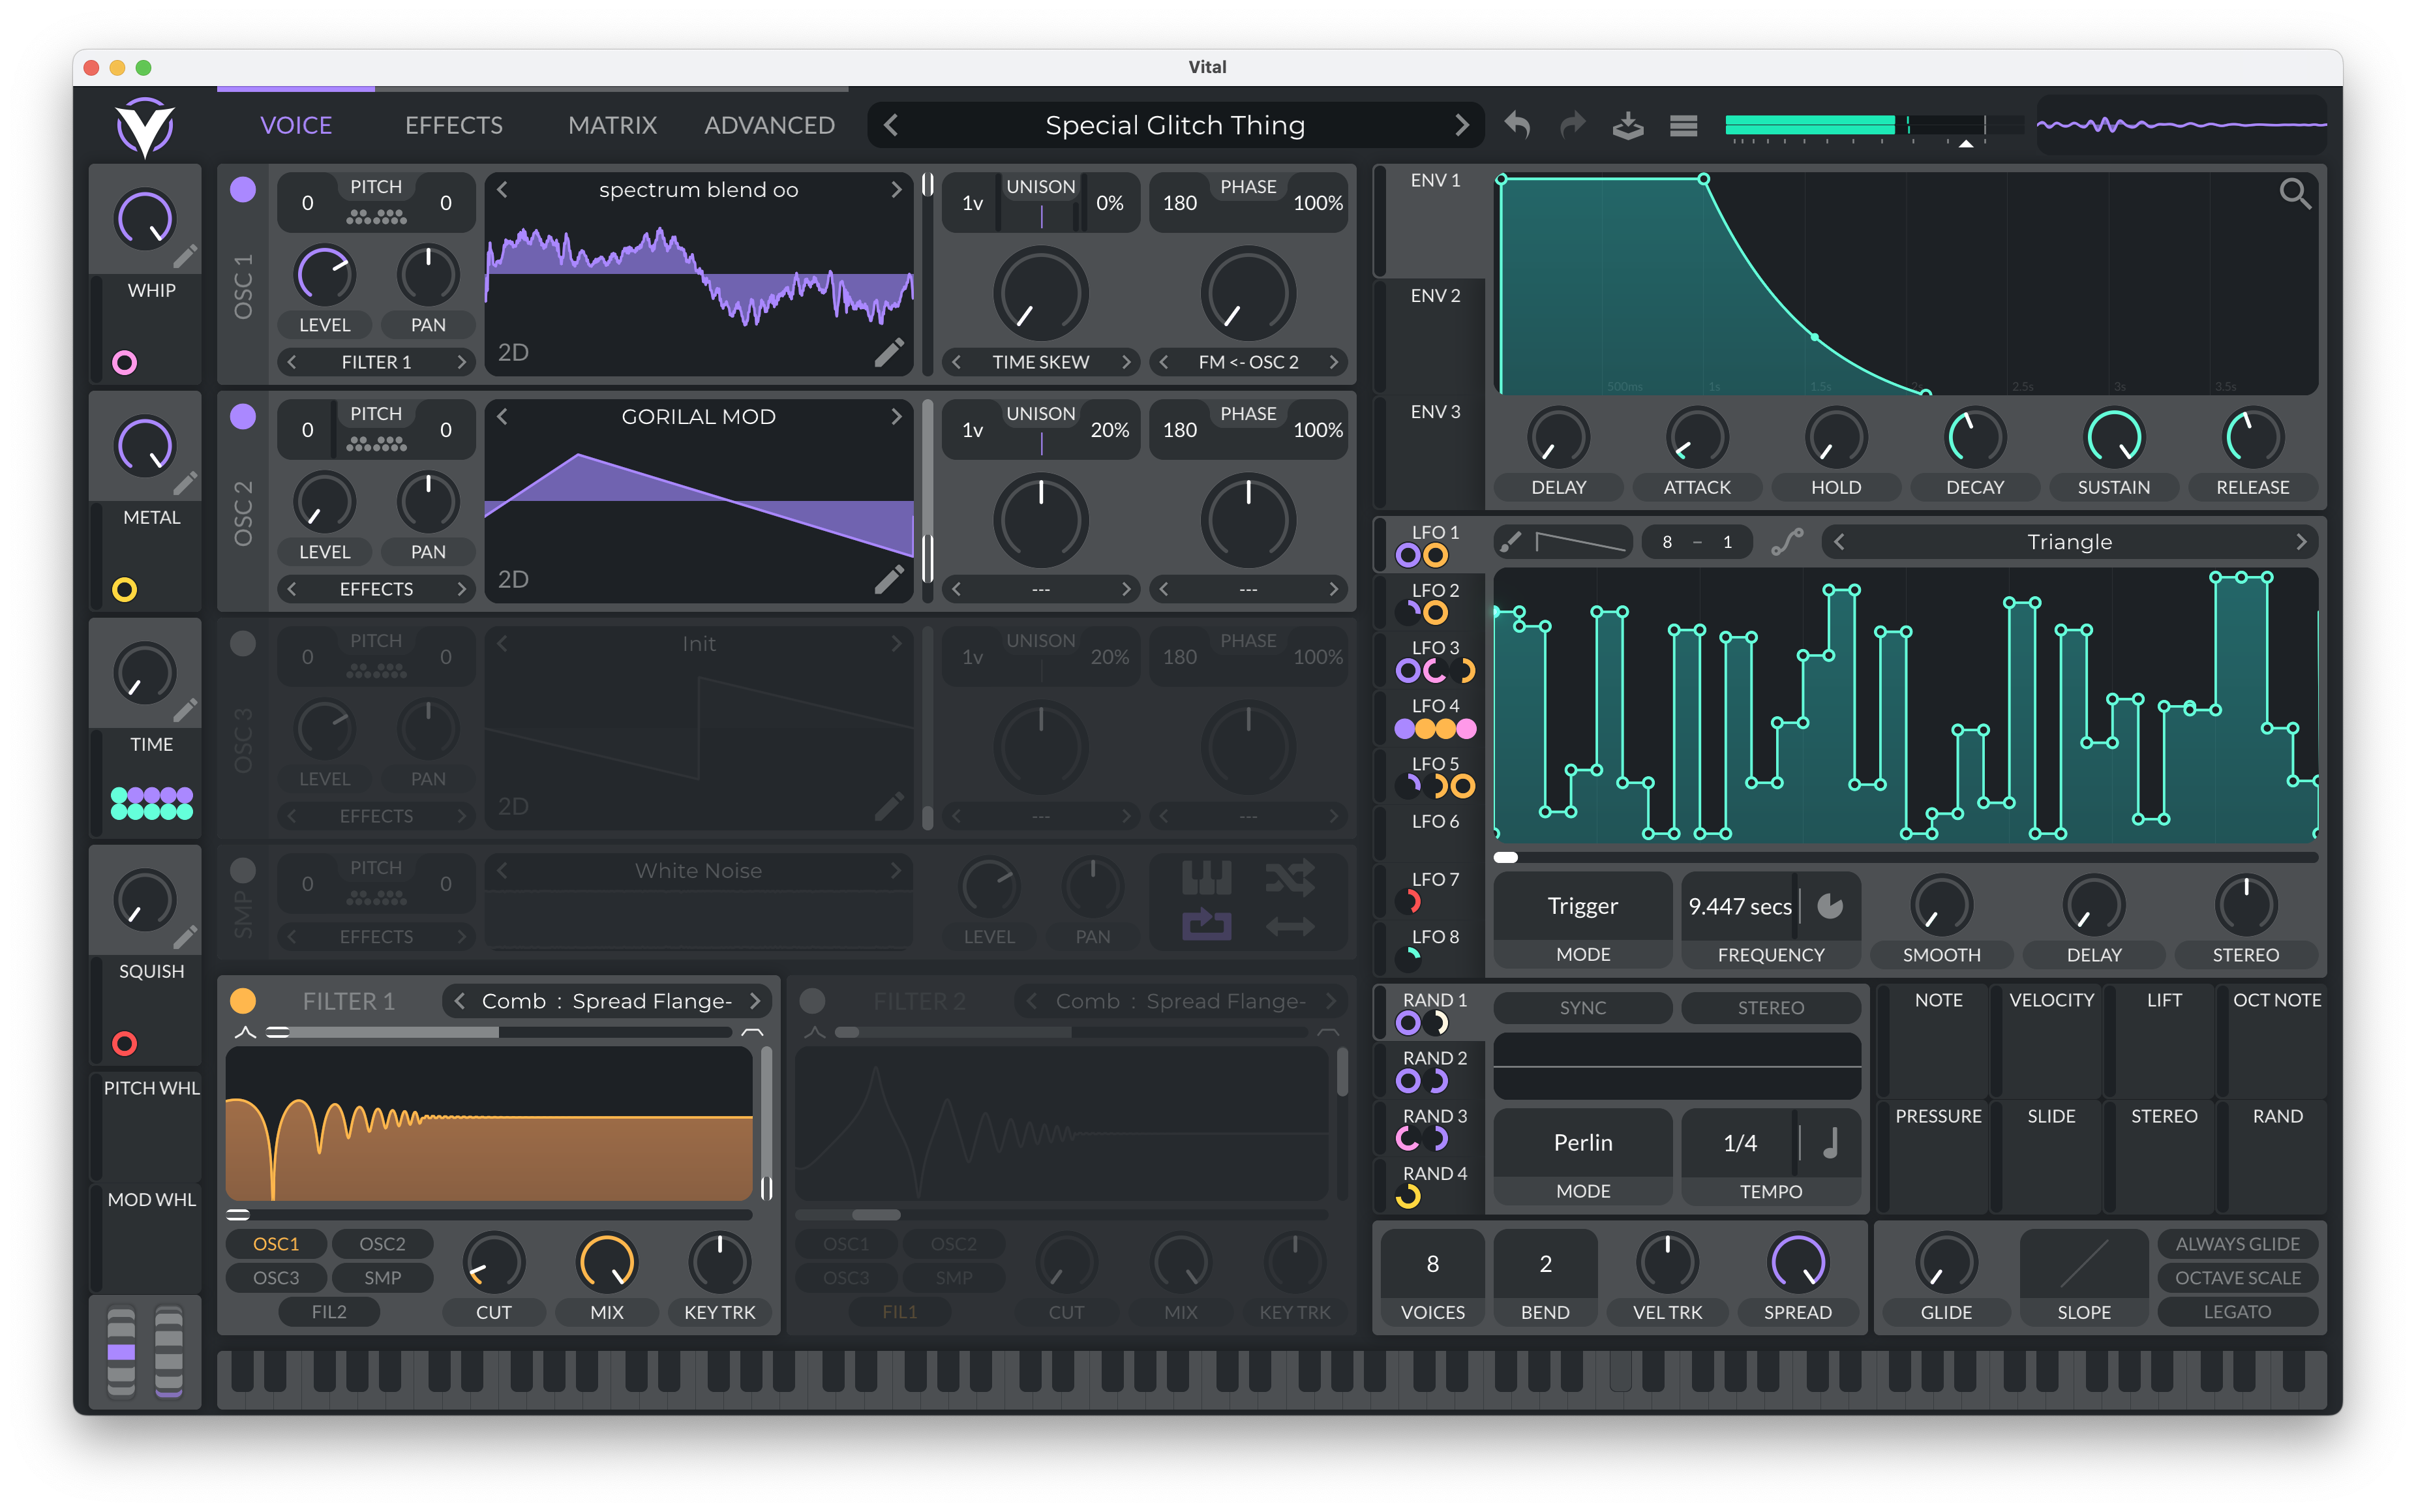 Vital
VOICE EFFECTS MATRIX ADVANCED Special Glitch Thing
WHIP
METAL
TIME
SQUISH
PITCH WHL
MOD WHL
OSC 1
0 PITCH 0
LEVEL PAN
FILTER 1
spectrum blend oo
2D
1v UNISON 0%
TIME SKEW
180 PHASE 100%
FM <- OSC 2
OSC 2
0 PITCH 0
LEVEL PAN
EFFECTS
GORILAL MOD
2D
1v UNISON 20%
---
180 PHASE 100%
---
OSC 3
0 PITCH 0
LEVEL PAN
EFFECTS
Init
2D
1v UNISON 20%
---
180 PHASE 100%
---
SMP
0 PITCH 0
EFFECTS
White Noise
LEVEL PAN
FILTER 1 Comb : Spread Flange-
OSC1 OSC2
OSC3 SMP
FIL2
CUT MIX KEY TRK
FILTER 2 Comb : Spread Flange-
OSC1 OSC2
OSC3 SMP
FIL1
CUT MIX KEY TRK
ENV 1
ENV 2
ENV 3
500ms 1s 1.5s 2s 2.5s 3s 3.5s
DELAY ATTACK HOLD DECAY SUSTAIN RELEASE
LFO 1
LFO 2
LFO 3
LFO 4
LFO 5
LFO 6
LFO 7
LFO 8
8 - 1 Triangle
Trigger 9.447 secs
MODE FREQUENCY SMOOTH DELAY STEREO
RAND 1
RAND 2
RAND 3
RAND 4
SYNC STEREO
Perlin 1/4
MODE TEMPO
NOTE VELOCITY LIFT OCT NOTE
PRESSURE SLIDE STEREO RAND
8 2
VOICES BEND VEL TRK SPREAD
GLIDE SLOPE
ALWAYS GLIDE
OCTAVE SCALE
LEGATO